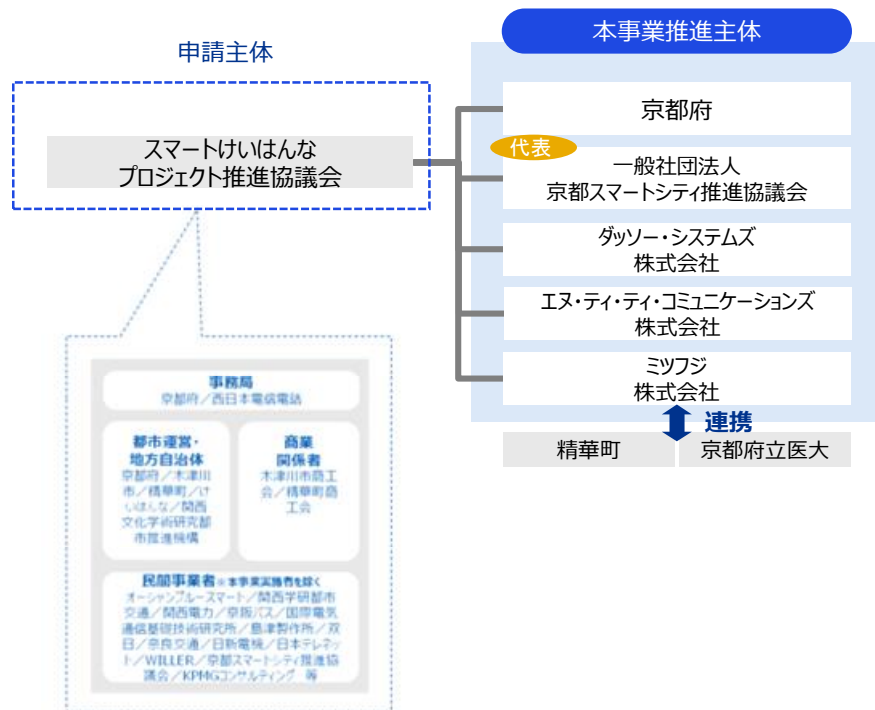 申請主体
スマートけいはんな
プロジェクト推進協議会
本事業推進主体
京都府
代表
一般社団法人
京都スマートシティ推進協議会
ダッソー・システムズ
株式会社
エヌ・ティ・ティ・コミュニケーションズ
株式会社
ミツフジ
株式会社
連携
精華町
京都府立医大
事務局
京都府/西日本電信電話
都市運営・
地方自治体
京都府/木津川
市/精華町/け
いはんな/関西
文化学術研究都
市推進機構
商業
関係者
木津川市商工
会/精華町商
工会
民間事業者※本事業実施者を除く
オーシャンブルースマート/関西学研都市
交通/関西電力/京阪バス/国際電気
通信基礎技術研究所/島津製作所/双
日/奈良交通/日新電機/日本テレネッ
ト/WILLER/京都スマートシティ推進協
議会/KPMGコンサルティング 等